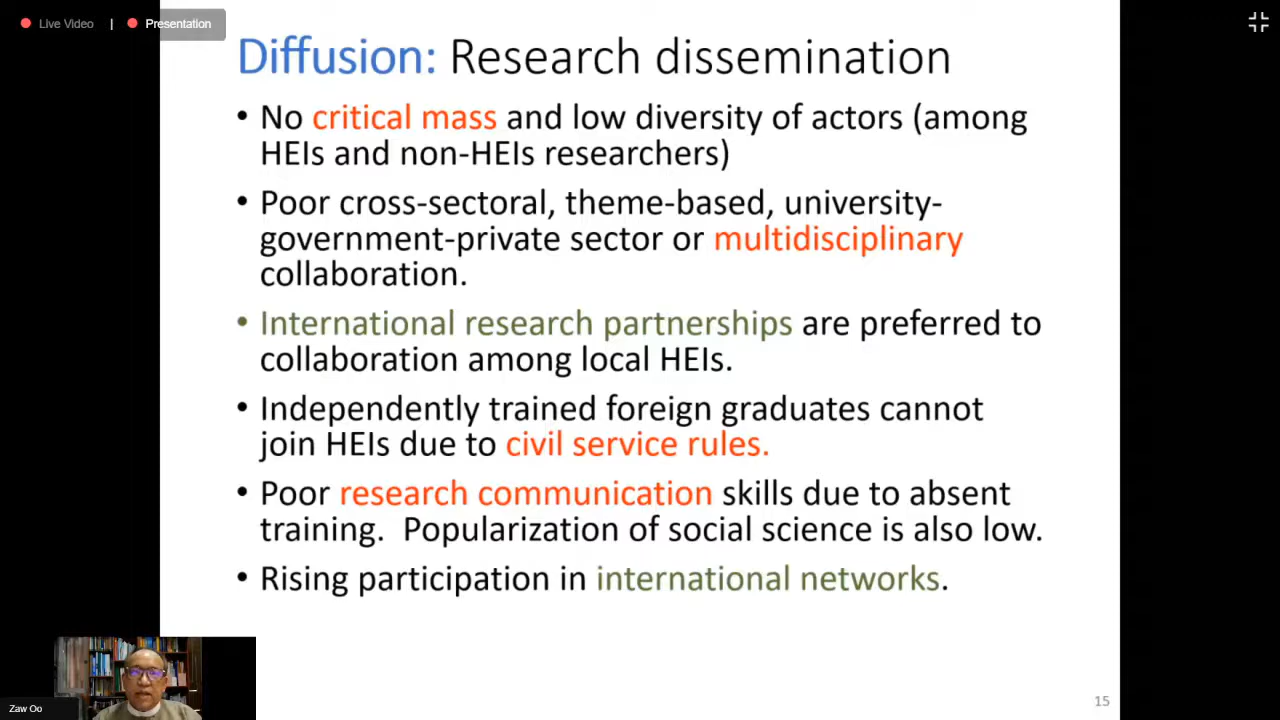 Live Video | Presentation
Diffusion: Research dissemination
• No critical mass and low diversity of actors (among
HEIs and non-HEIs researchers)
• Poor cross-sectoral, theme-based, university-
government-private sector or multidisciplinary
collaboration.
• International research partnerships are preferred to
collaboration among local HEIs.
• Independently trained foreign graduates cannot
join HEIs due to civil service rules.
• Poor research communication skills due to absent
training.  Popularization of social science is also low.
• Rising participation in international networks.
Zaw Oo
15